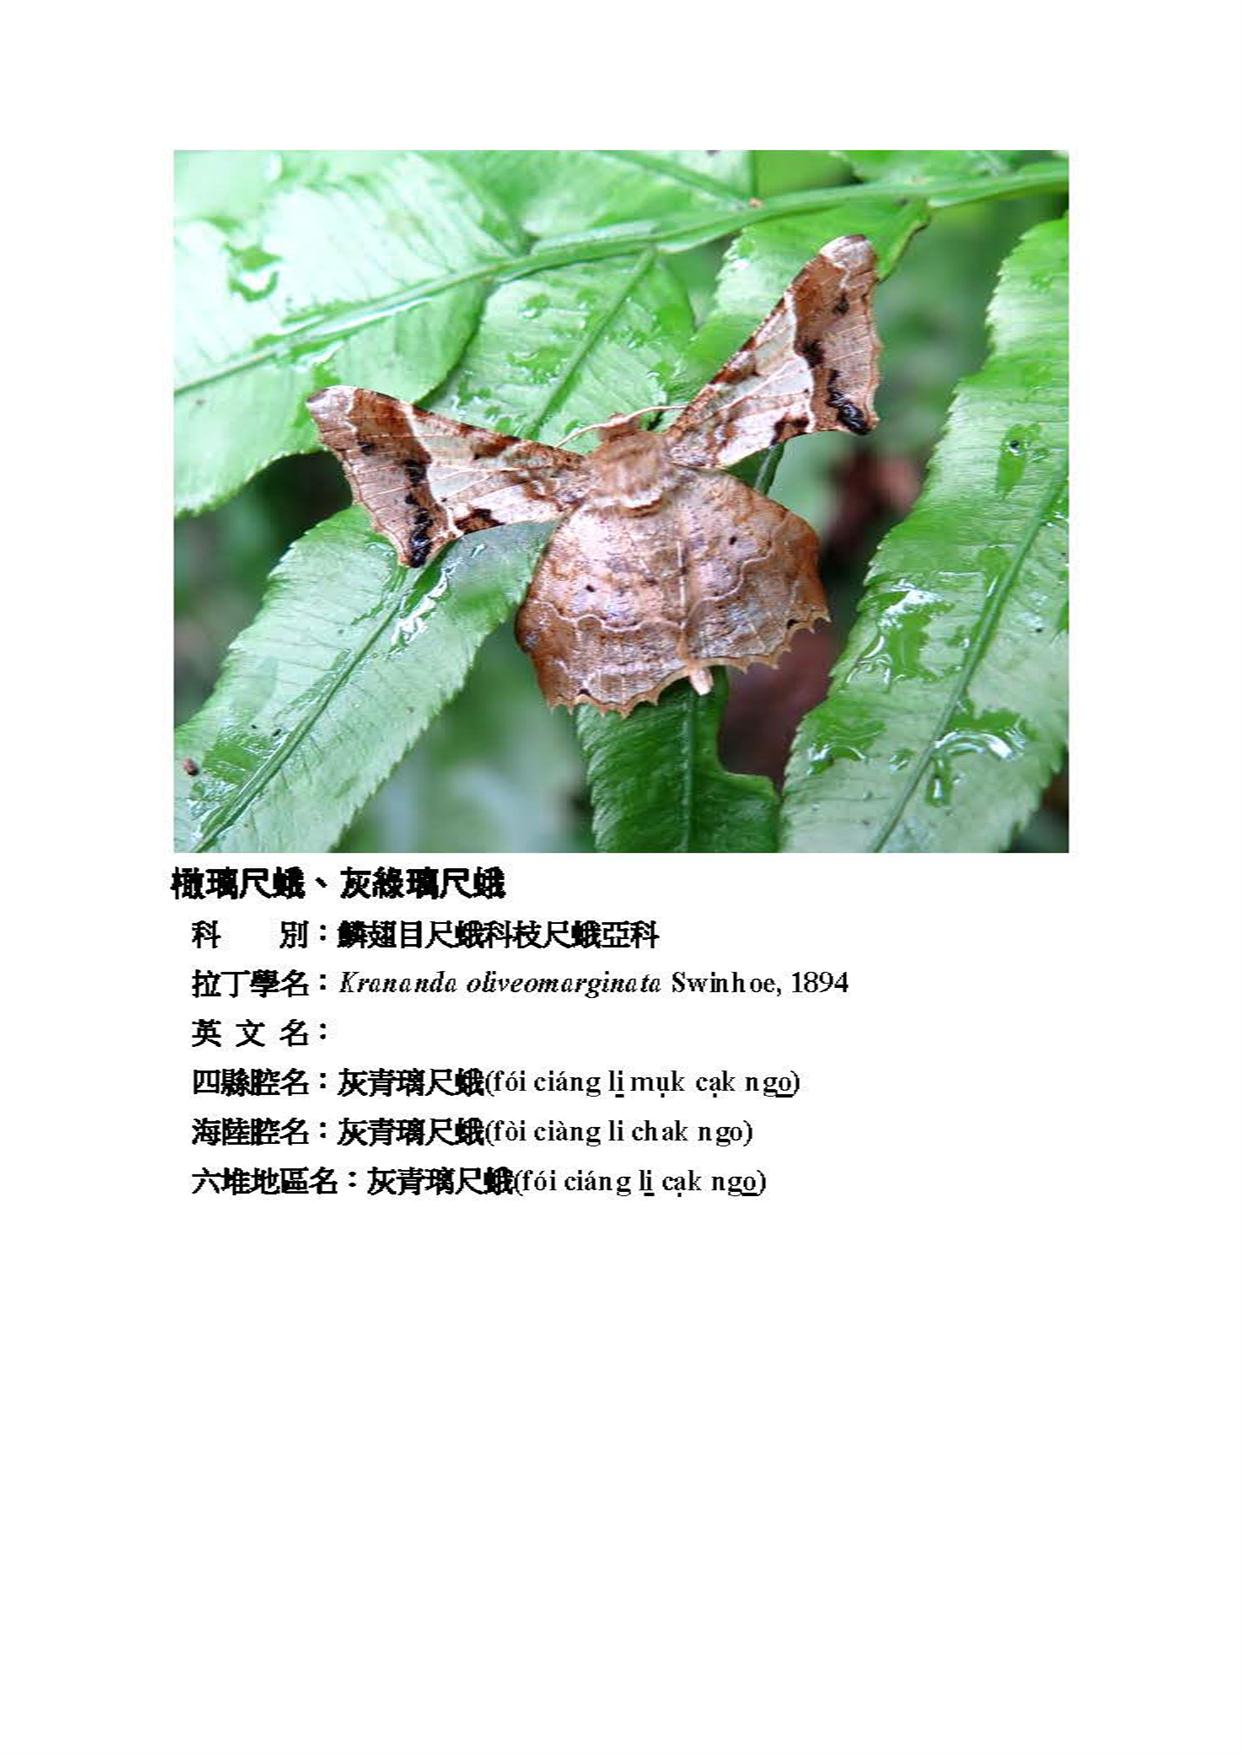 橄璃尺蛾、灰綠璃尺蛾
科　　別：鱗翅目尺蛾科枝尺蛾亞科
拉丁學名：Krananda oliveomarginata Swinhoe, 1894
英 文 名：
四縣腔名：灰青璃尺蛾(fói ciáng li̲ mụk cạk ngo̲)
海陸腔名：灰青璃尺蛾(fòi ciàng li chak ngo)
六堆地區名：灰青璃尺蛾(fói ciáng li̲ cạk ngo̲)